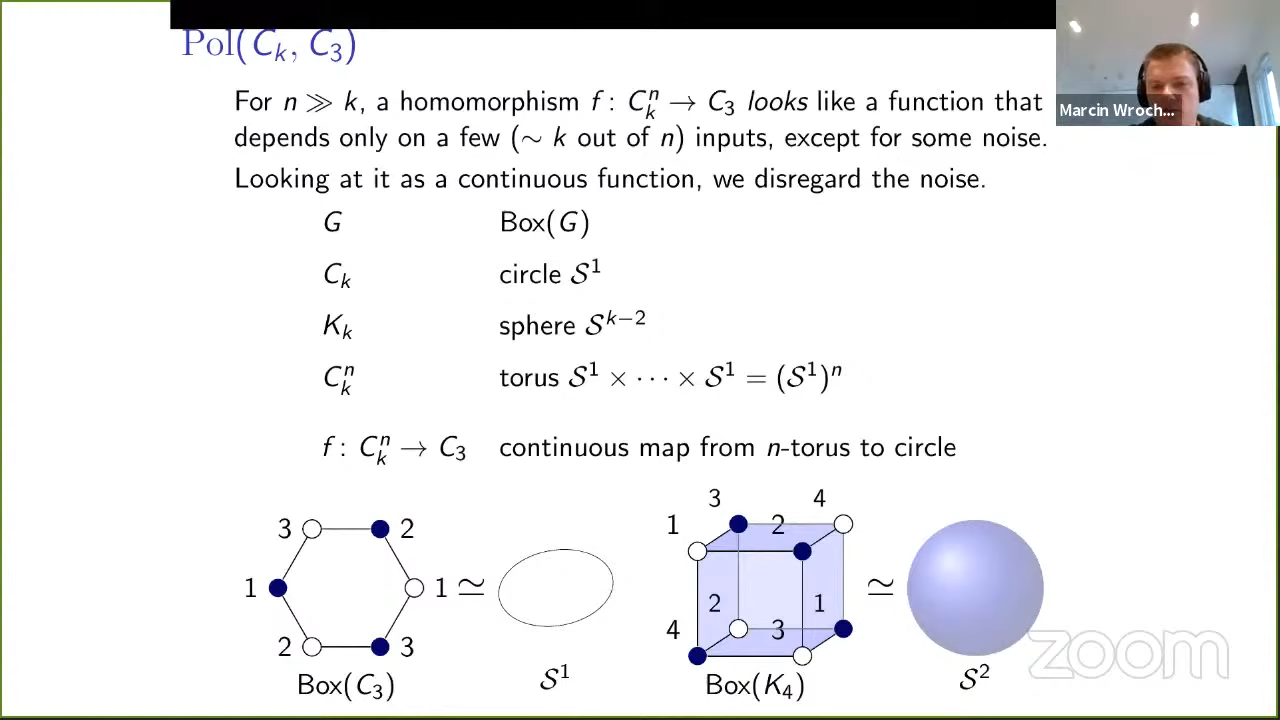 Pol(C_k, C_3)
Marcin Wroch...
For n ≫ k, a homomorphism f : C_k^n → C_3 looks like a function that
depends only on a few (∼ k out of n) inputs, except for some noise.
Looking at it as a continuous function, we disregard the noise.
G Box(G)
C_k circle S^1
K_k sphere S^{k−2}
C_k^n torus S^1 × ⋯ × S^1 = (S^1)^n
f : C_k^n → C_3 continuous map from n-torus to circle
3 2
1 1 ≃
2 3
Box(C_3) S^1
3 4
1 2
2 1 ≃
4 3
Box(K_4) S^2
zoom